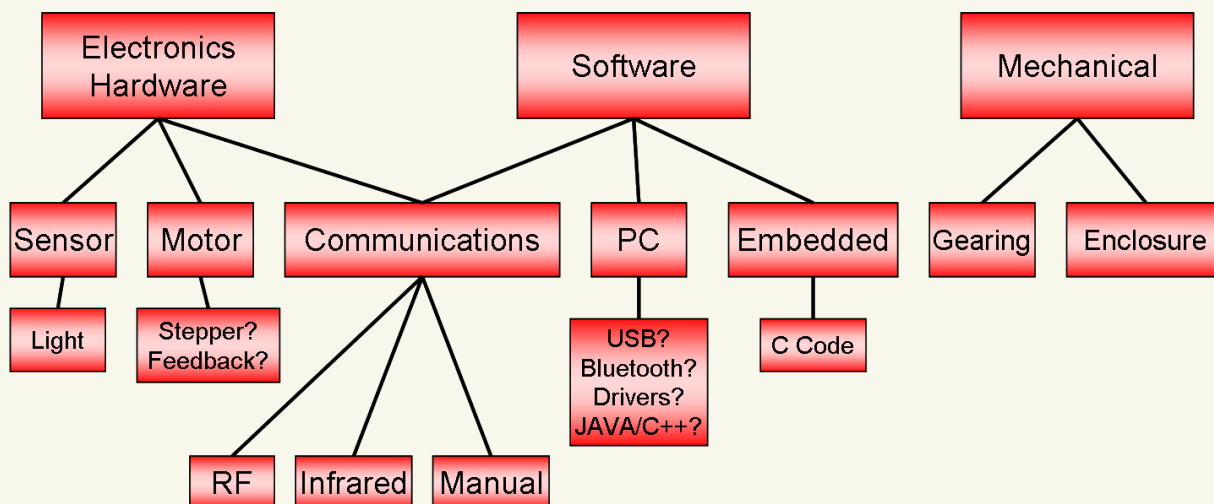 Electronics
Hardware
Software
Mechanical
Sensor
Motor
Communications
PC
Embedded
Gearing
Enclosure
Light
Stepper?
Feedback?
USB?
Bluetooth?
Drivers?
JAVA/C++?
C Code
RF
Infrared
Manual